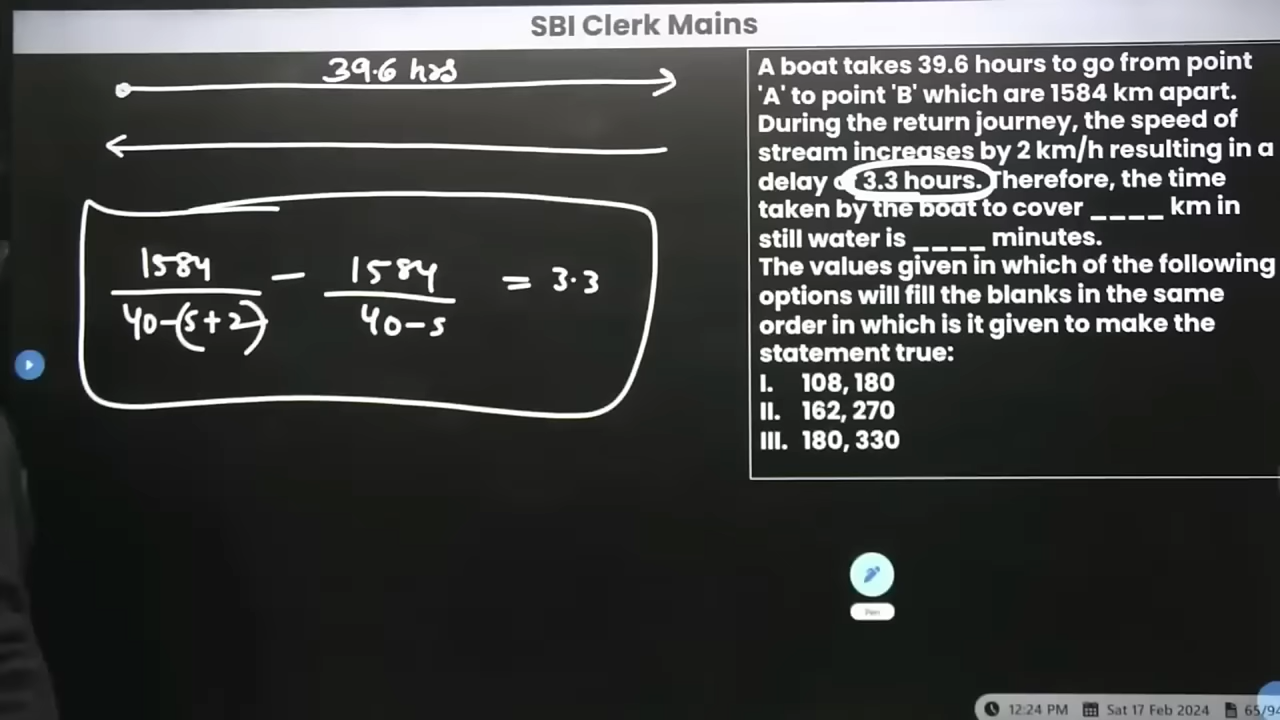 SBI Clerk Mains
39.6 hrs
1584 / 40-(s+2) - 1584 / 40-s = 3.3
A boat takes 39.6 hours to go from point
'A' to point 'B' which are 1584 km apart.
During the return journey, the speed of
stream increases by 2 km/h resulting in a
delay of 3.3 hours. Therefore, the time
taken by the boat to cover ____ km in
still water is ____ minutes.
The values given in which of the following
options will fill the blanks in the same
order in which is it given to make the
statement true:
I. 108, 180
II. 162, 270
III. 180, 330
Pen
12:24 PM Sat 17 Feb 2024 65/94